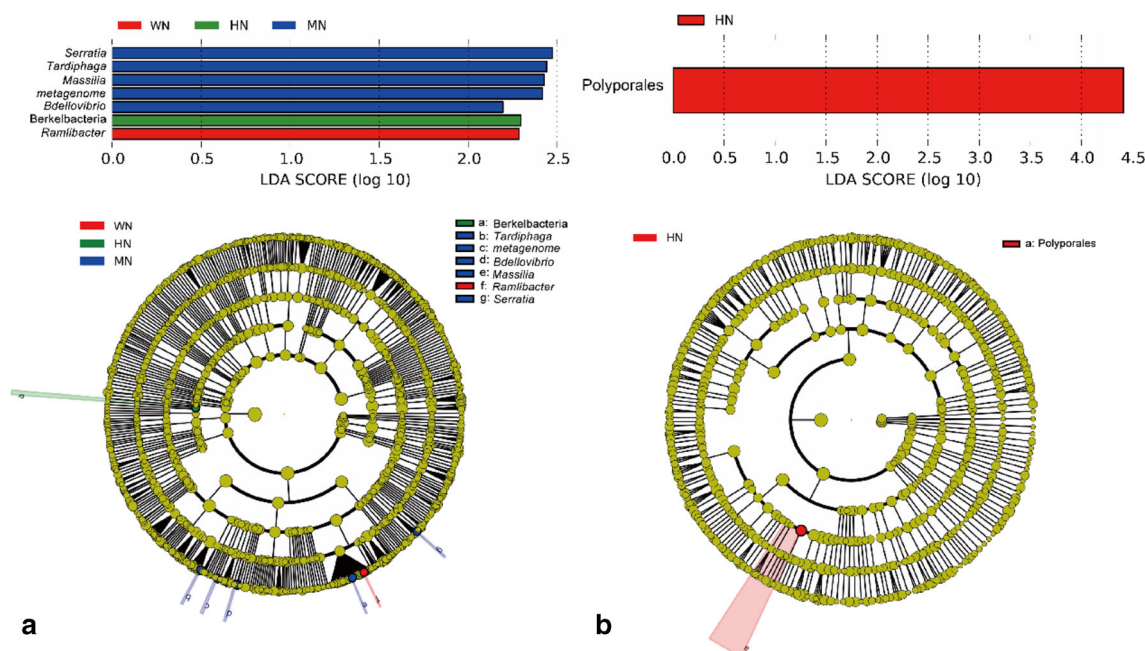 WN HN MN
Serratia
Tardiphaga
Massilia
metagenome
Bdellovibrio
Berkelbacteria
Ramlibacter
0.0 0.5 1.0 1.5 2.0 2.5
LDA SCORE (log 10)
HN
Polyporales
0.0 0.5 1.0 1.5 2.0 2.5 3.0 3.5 4.0 4.5
LDA SCORE (log 10)
WN
HN
MN
a: Berkelbacteria
b: Tardiphaga
c: metagenome
d: Bdellovibrio
e: Massilia
f: Ramlibacter
g: Serratia
a
HN
a: Polyporales
b